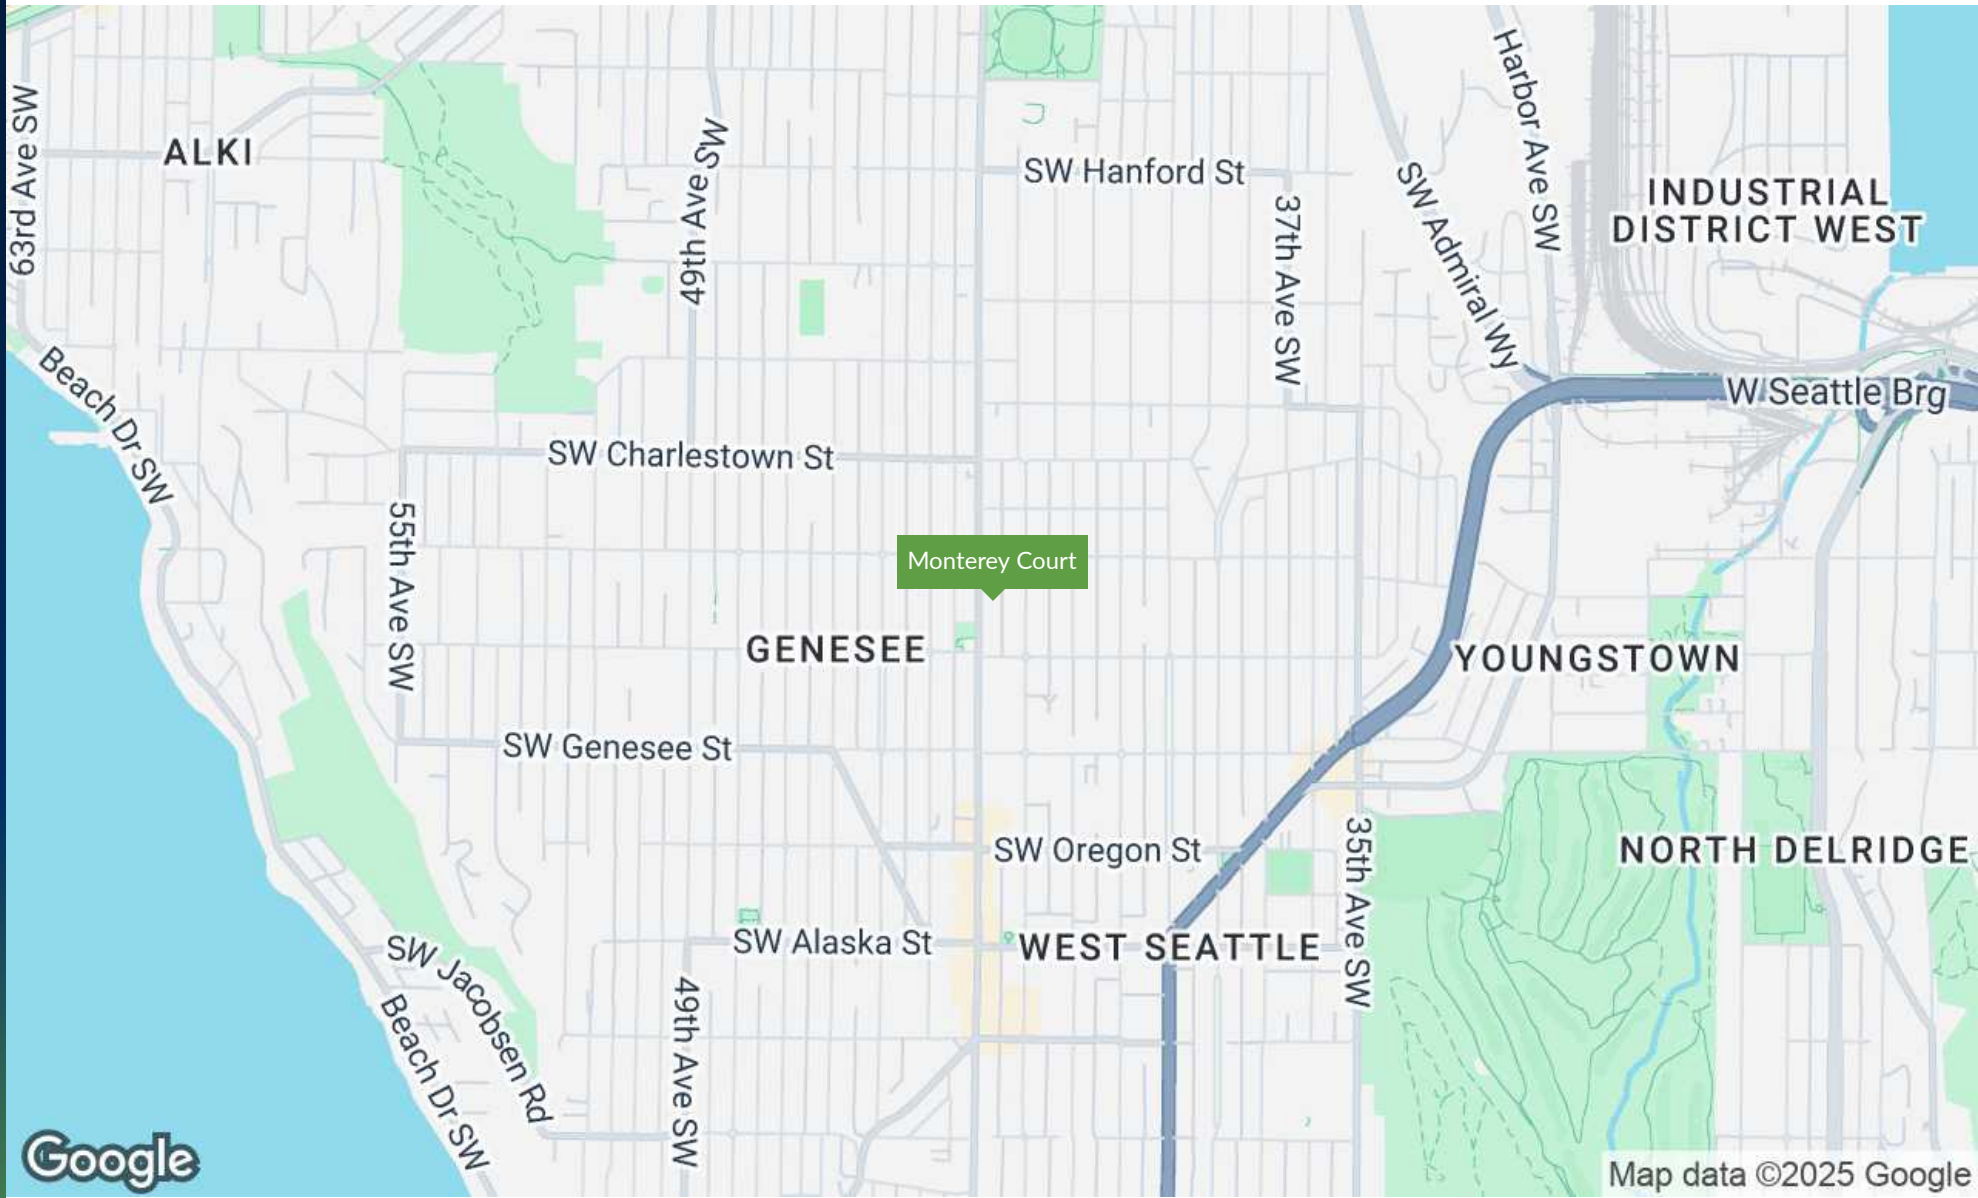 ALKI
63rd Ave SW
49th Ave SW
SW Hanford St
37th Ave SW
SW Admiral Wy
Harbor Ave SW
INDUSTRIAL
DISTRICT WEST
W Seattle Brg
Beach Dr SW
SW Charlestown St
55th Ave SW
Monterey Court
GENESEE
YOUNGSTOWN
SW Genesee St
SW Oregon St
35th Ave SW
NORTH DELRIDGE
SW Alaska St
WEST SEATTLE
SW Jacobsen Rd
Beach Dr SW
49th Ave SW
Google
Map data ©2025 Google